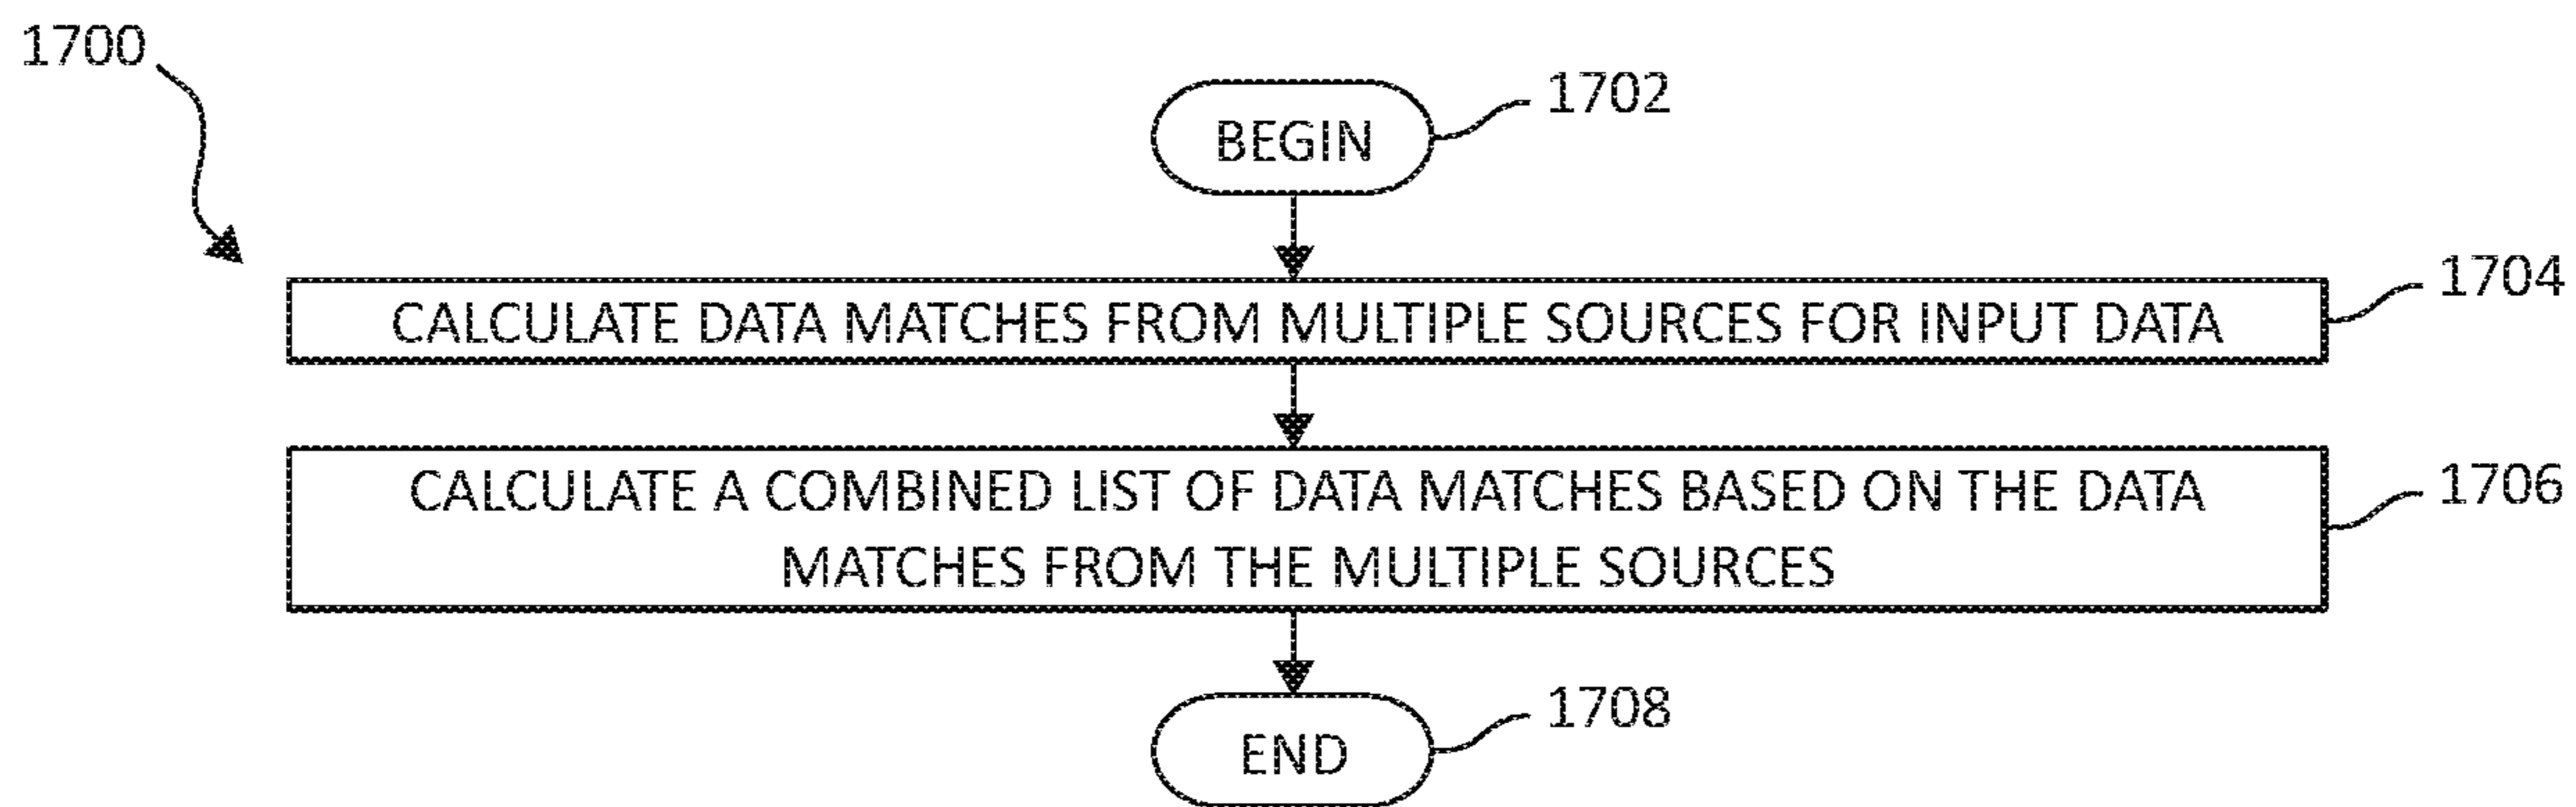 1700
BEGIN
1702
CALCULATE DATA MATCHES FROM MULTIPLE SOURCES FOR INPUT DATA
1704
CALCULATE A COMBINED LIST OF DATA MATCHES BASED ON THE DATA
MATCHES FROM THE MULTIPLE SOURCES
1706
END
1708